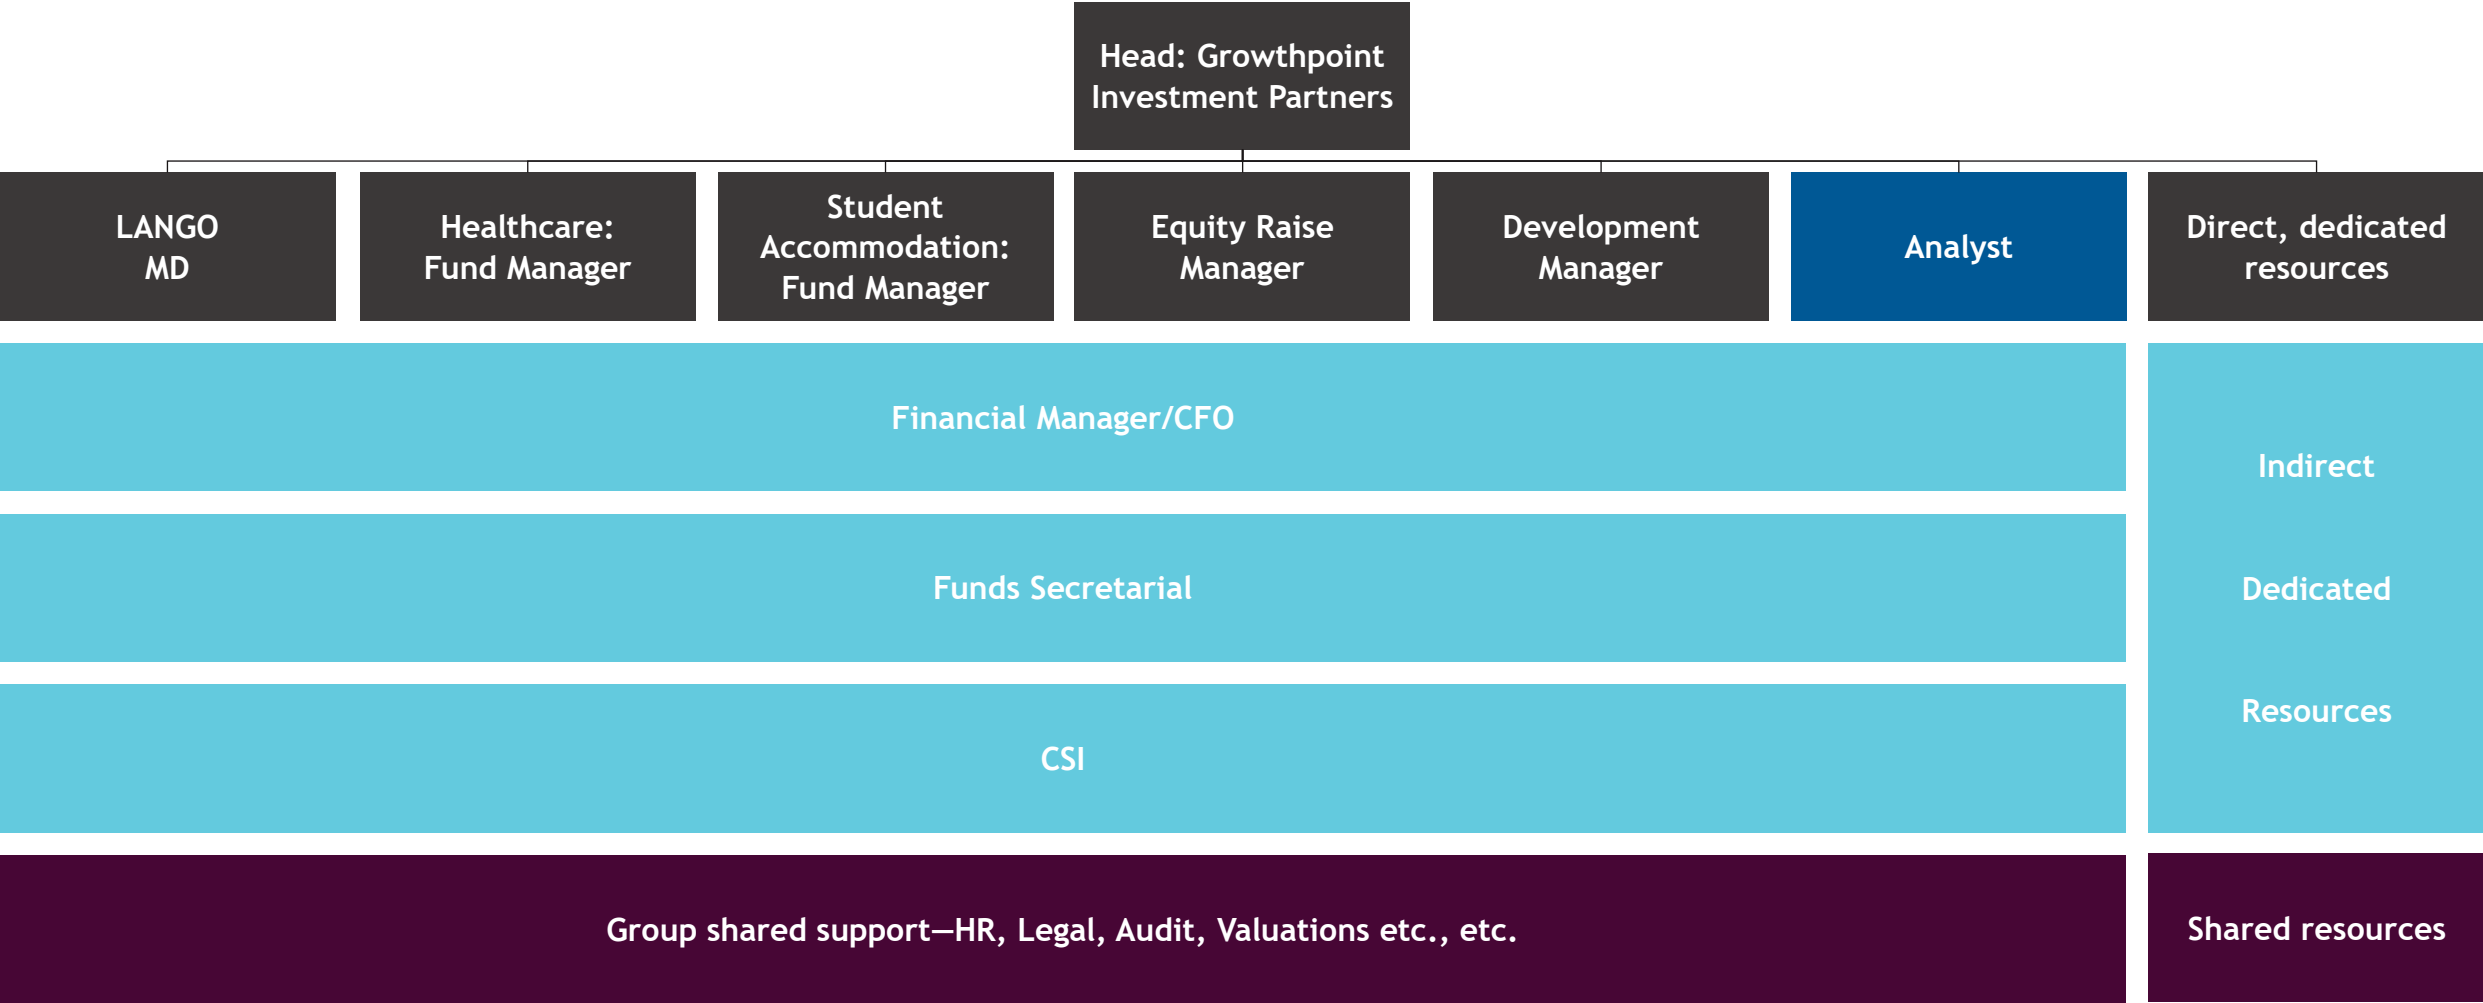 Head: Growthpoint
Investment Partners
LANGO
MD
Healthcare:
Fund Manager
Student
Accommodation:
Fund Manager
Equity Raise
Manager
Development
Manager
Analyst
Direct, dedicated
resources
Financial Manager/CFO
Funds Secretarial
CSI
Indirect
Dedicated
Resources
Group shared support—HR, Legal, Audit, Valuations etc., etc.
Shared resources